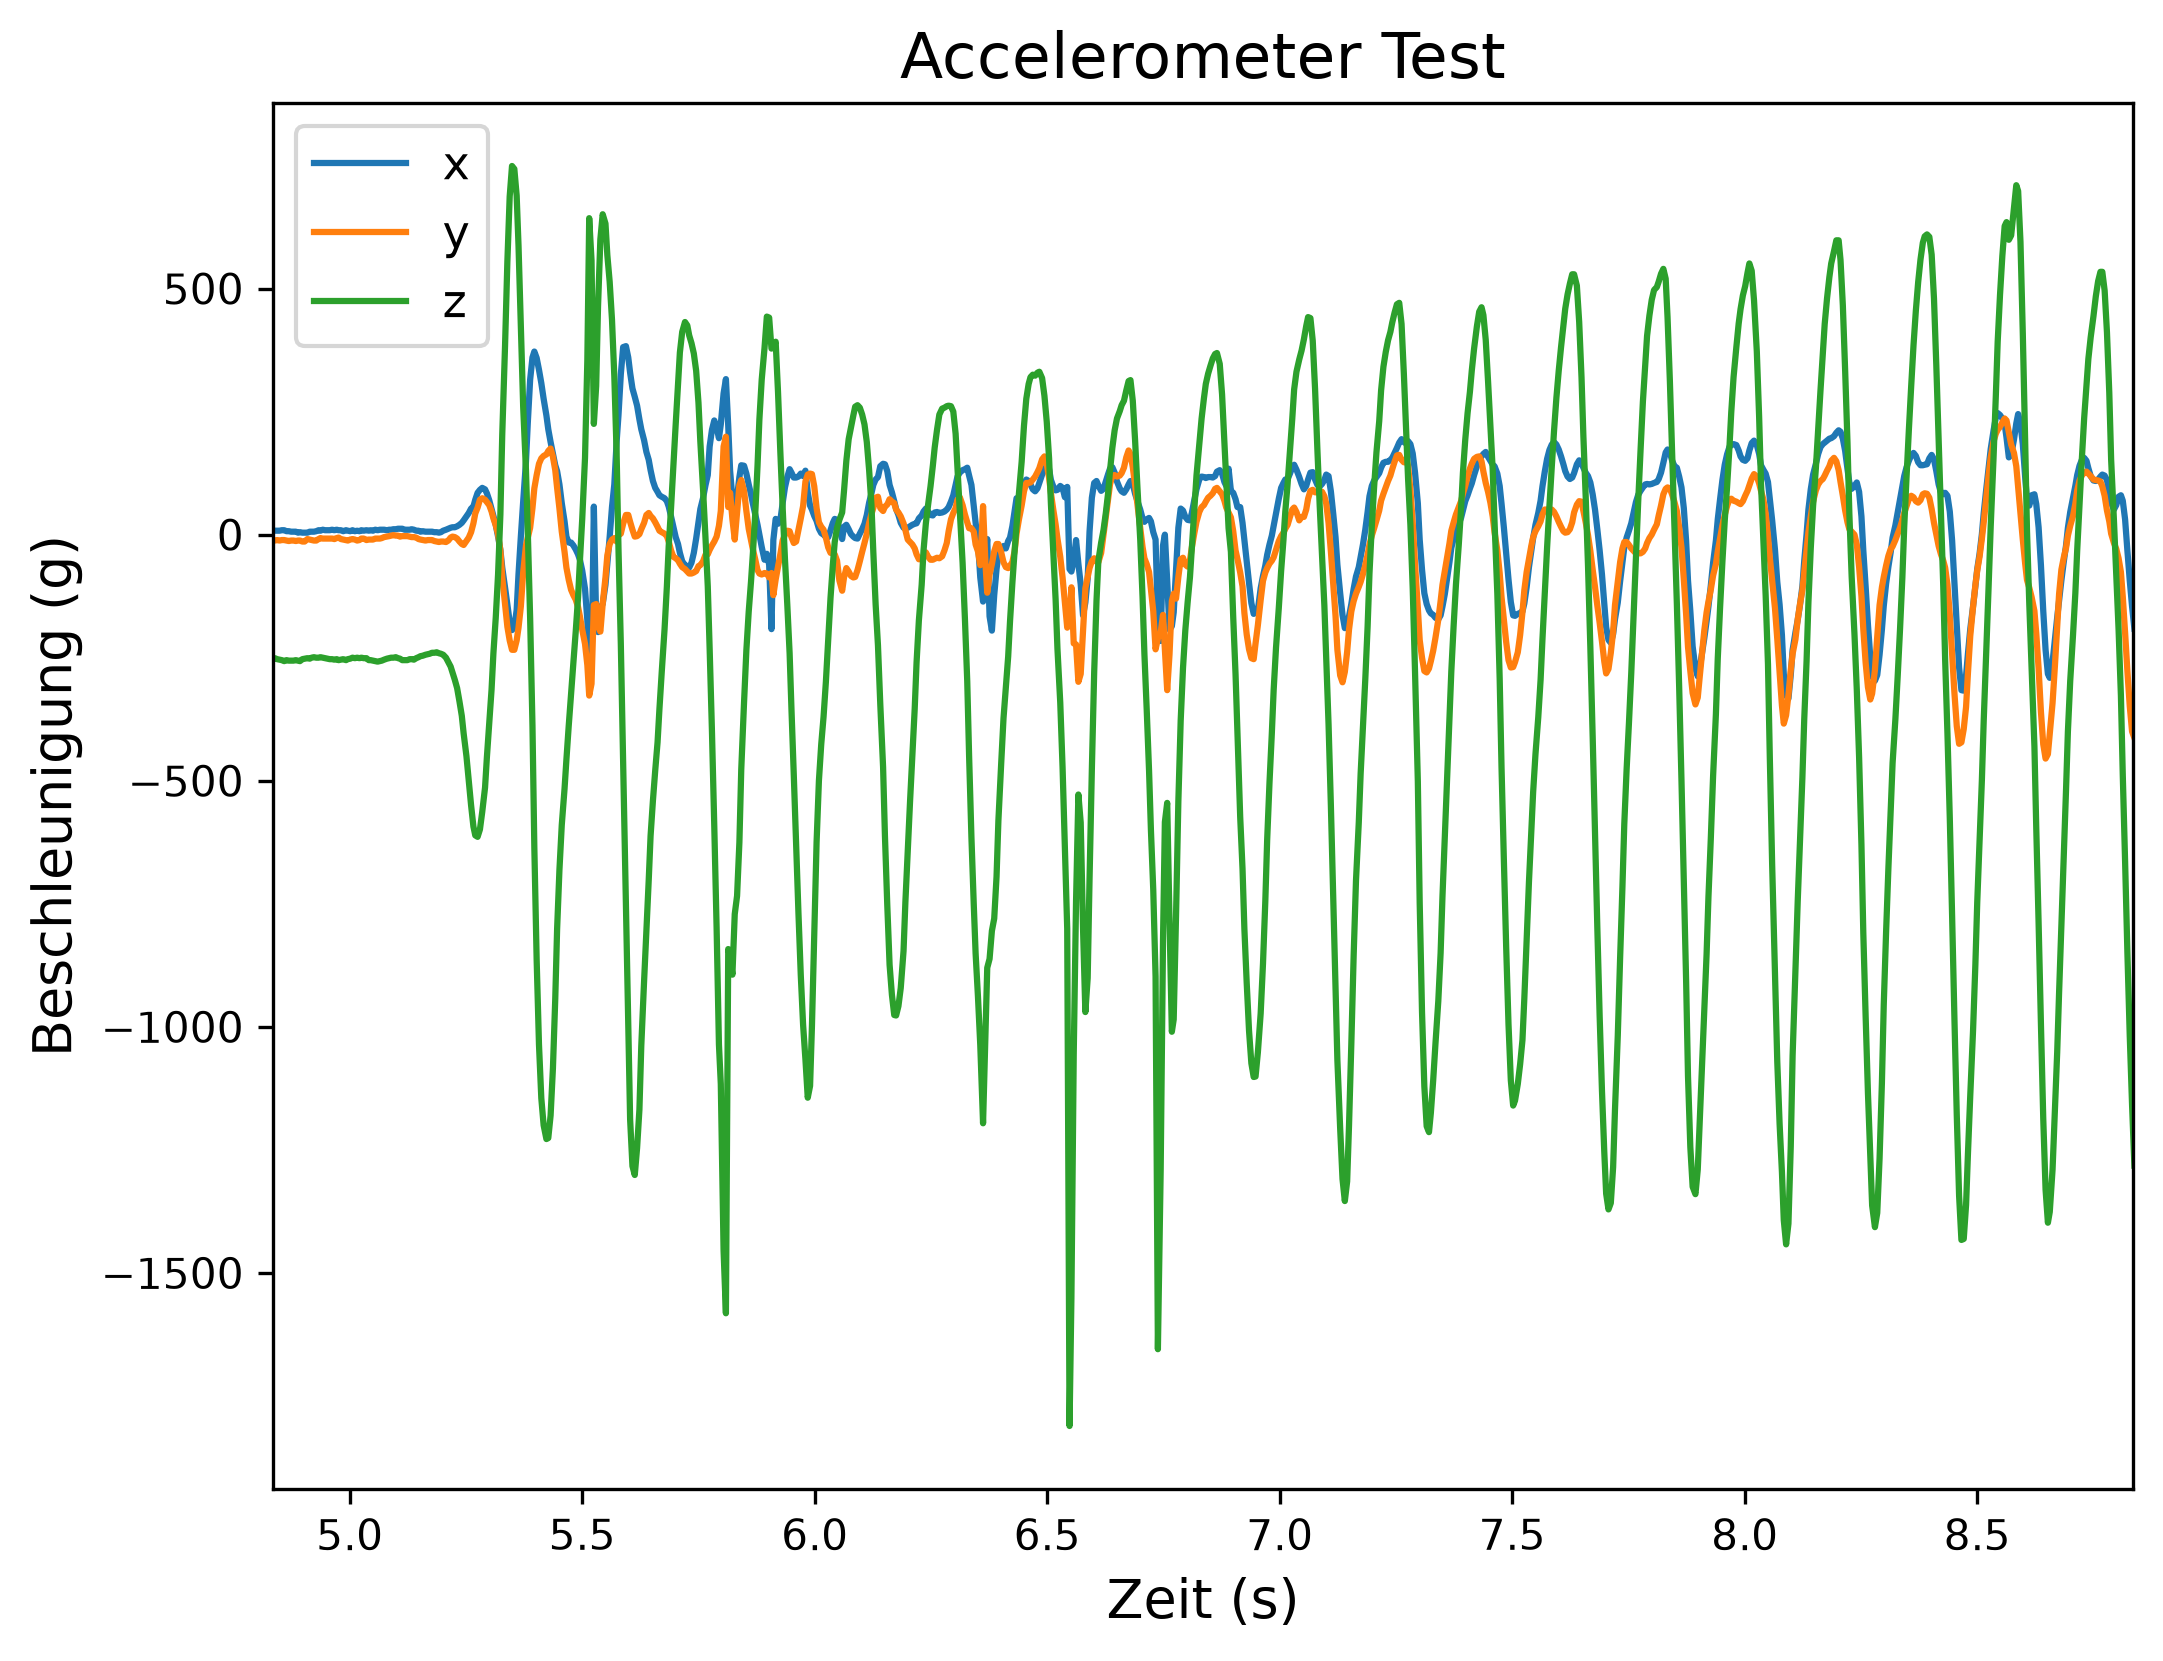 Accelerometer Test
x
y
z
Beschleunigung (g)
500
0
−500
−1000
−1500
5.0 5.5 6.0 6.5 7.0 7.5 8.0 8.5
Zeit (s)